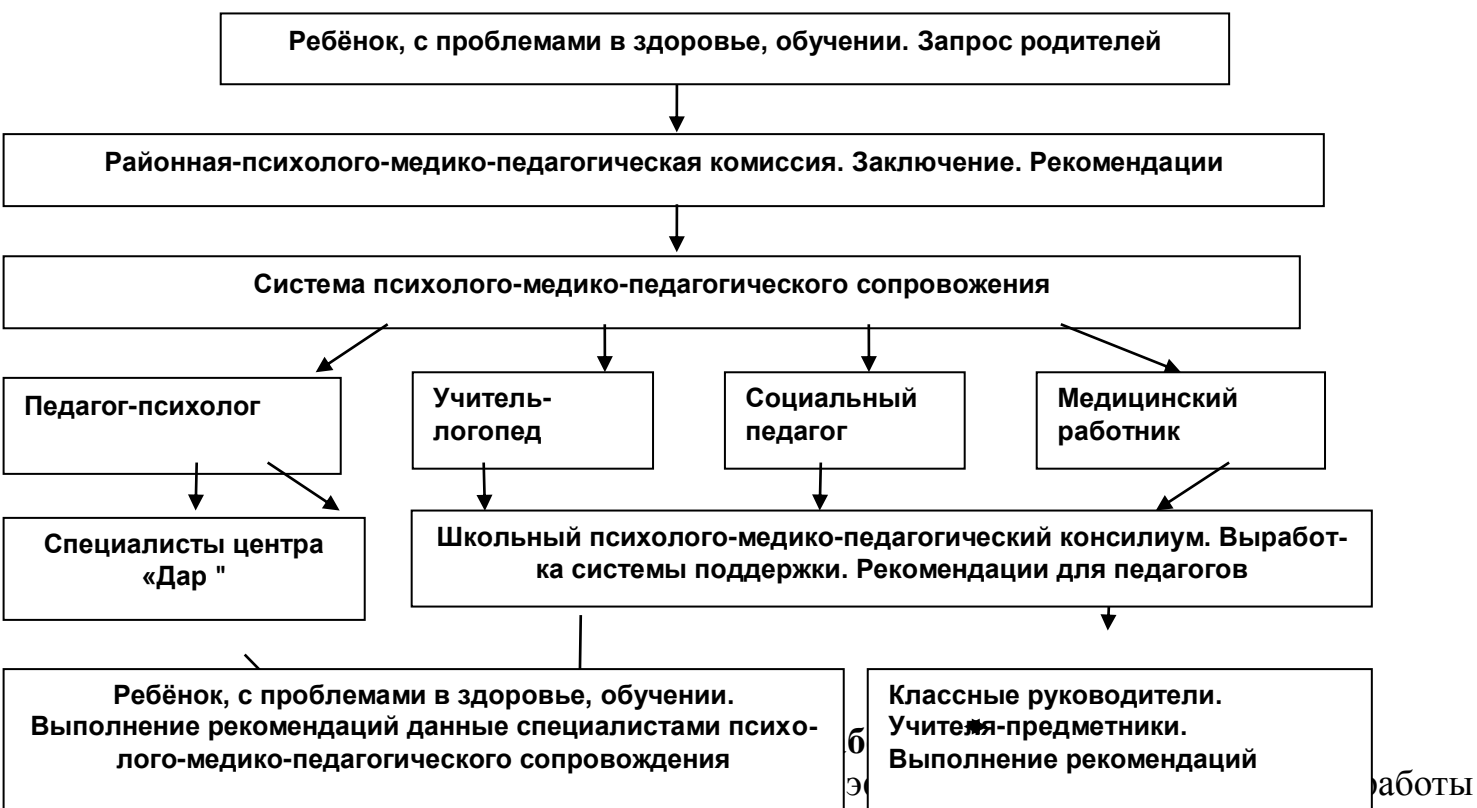 Ребёнок, с проблемами в здоровье, обучении. Запрос родителей
Районная-психолого-медико-педагогическая комиссия. Заключение. Рекомендации
Система психолого-медико-педагогического сопровожения
Педагог-психолог
Учитель-
логопед
Социальный
педагог
Медицинский
работник
Специалисты центра
«Дар "
Школьный психолого-медико-педагогический консилиум. Выработ-
ка системы поддержки. Рекомендации для педагогов
Ребёнок, с проблемами в здоровье, обучении.
Выполнение рекомендаций данные специалистами психо-
лого-медико-педагогического сопровождения
Классные руководители.
Учителя-предметники.
Выполнение рекомендаций